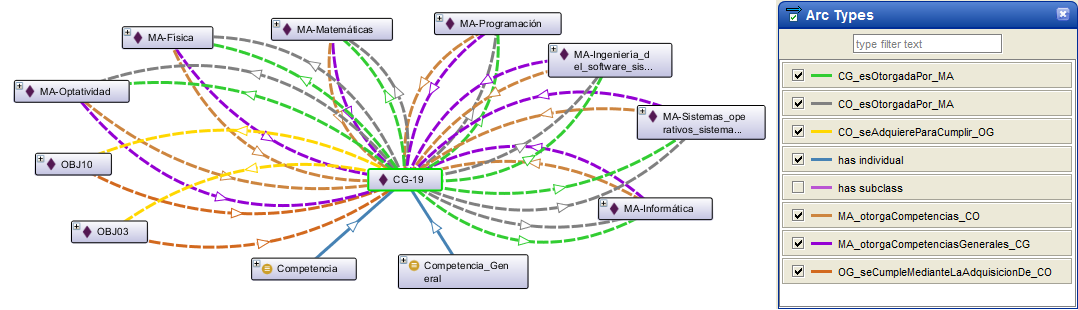 MA-Física
MA-Matemáticas
MA-Programación
MA-Ingeniería_d
el_software_sis...
MA-Optatividad
MA-Sistemas_ope
rativos_sistema...
OBJ10
CG-19
MA-Informática
OBJ03
Competencia
Competencia_Gen
eral
Arc Types
type filter text
CG_esOtorgadaPor_MA
CO_esOtorgadaPor_MA
CO_seAdquiereParaCumplir_OG
has individual
has subclass
MA_otorgaCompetencias_CO
MA_otorgaCompetenciasGenerales_CG
OG_seCumpleMedianteLaAdquisicionDe_CO